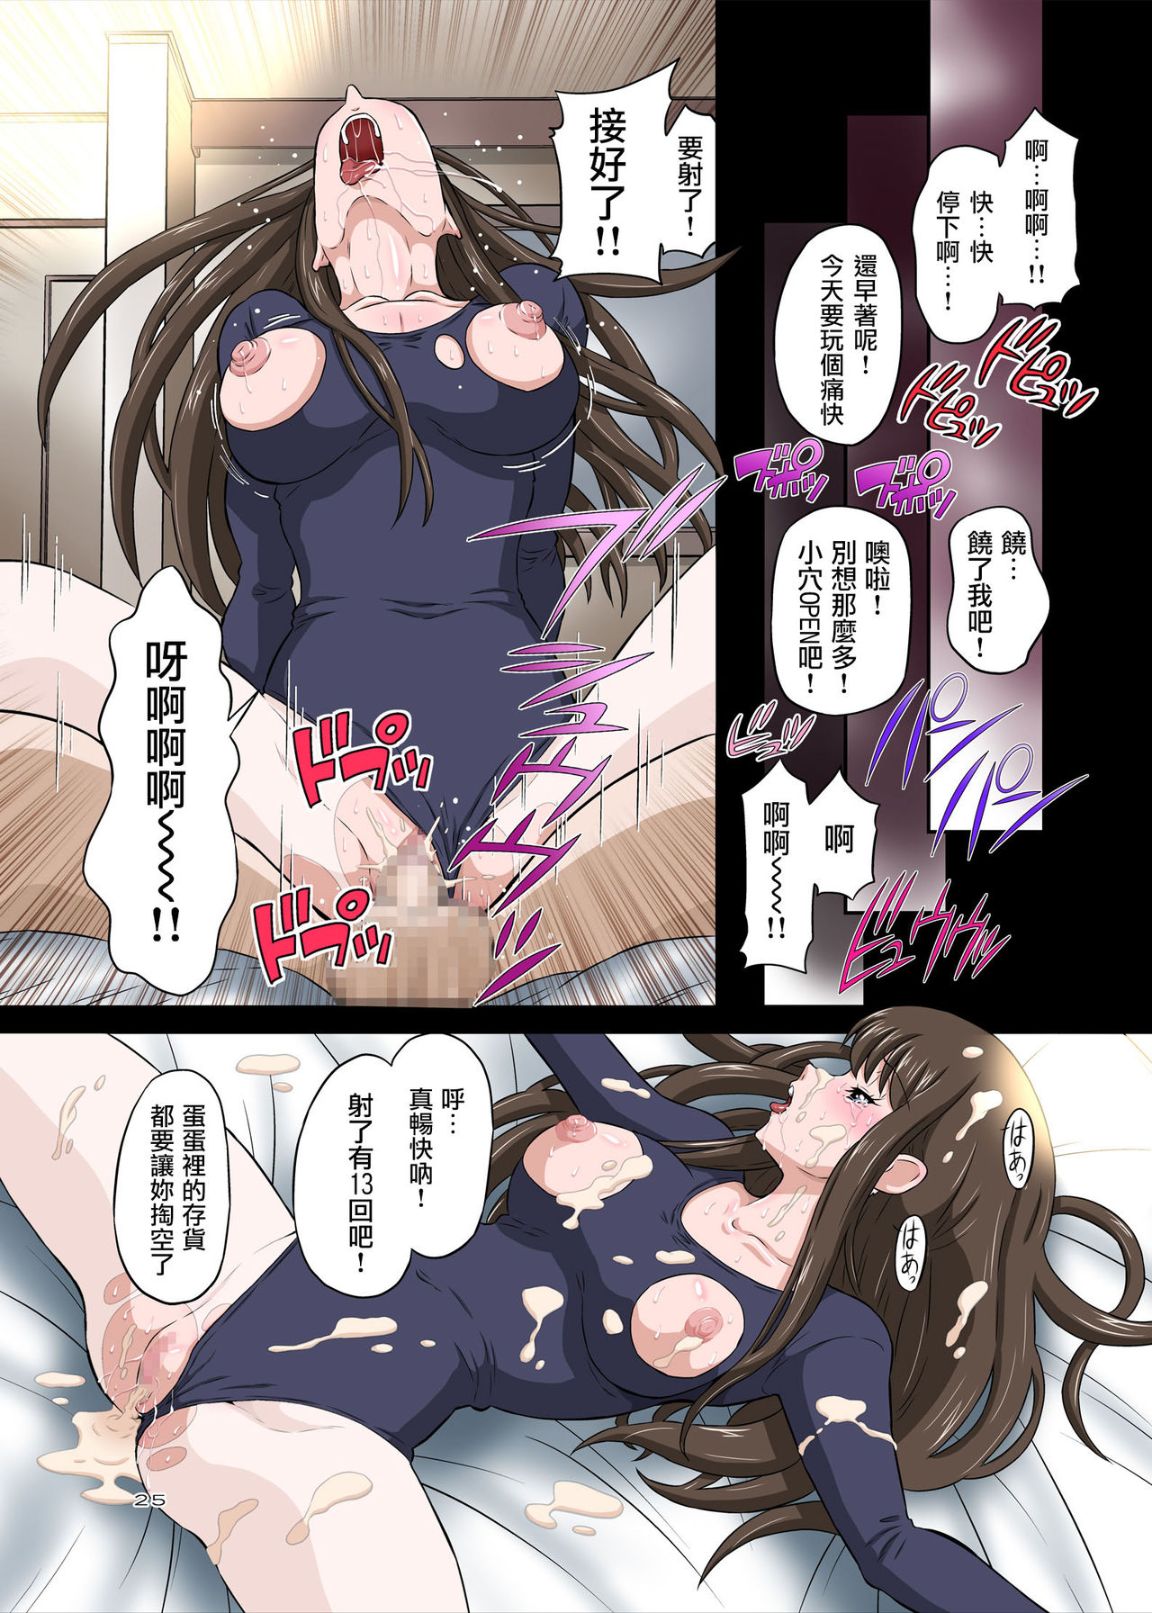 啊…啊啊…!!
快…快
停下啊…!
ドピュッ
ドピュッ
還早著呢！
今天要玩個痛快
ズポッ
ズポッ
饒…
饒了我吧！
噢啦！
別想那麼多！
小穴OPEN吧！
パン
パン
ビュッ
啊
啊啊~~~!!
ビュウウッ
要射了！
接好了!!
ドプッ
ドプッ
呀啊啊啊~~~!!
はあっ
はあっ
呼…
真暢快吶！
射了有13回吧！
蛋蛋裡的存貨
都要讓妳掏空了
25